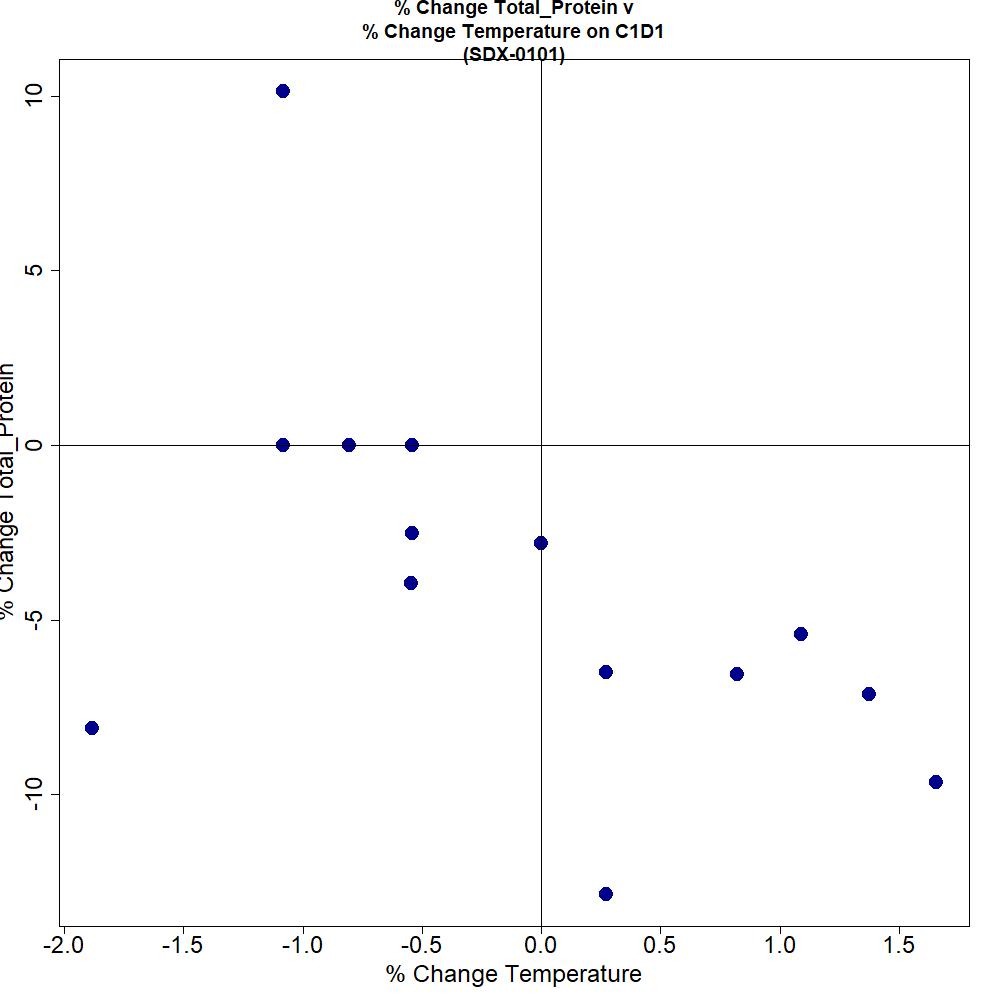 % Change Total_Protein v
% Change Temperature on C1D1
(SDX-0101)
10
5
0
-5
-10
% Change Total_Protein
-2.0
-1.5
-1.0
-0.5
0.0
0.5
1.0
1.5
% Change Temperature